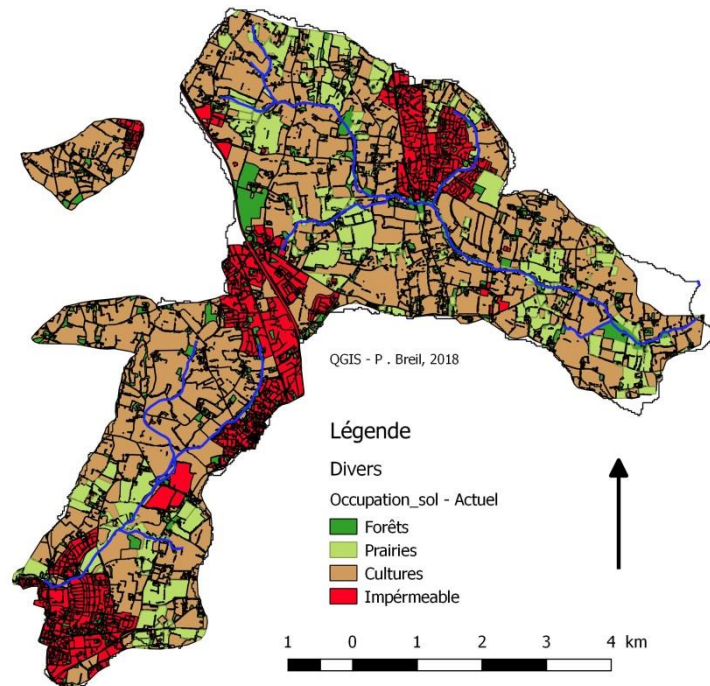 QGIS - P . Breil, 2018
Légende
Divers
Occupation_sol - Actuel
Forêts
Prairies
Cultures
Impérmeable
1 0 1 2 3 4 km